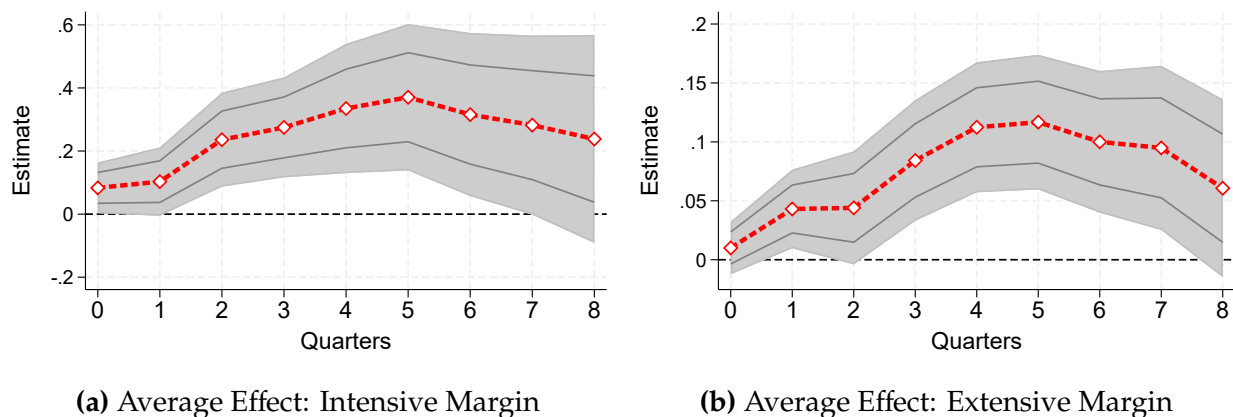 .6
.4
.2
0
-.2
Estimate
0 1 2 3 4 5 6 7 8
Quarters
(a) Average Effect: Intensive Margin
.2
.15
.1
.05
0
Estimate
0 1 2 3 4 5 6 7 8
Quarters
(b) Average Effect: Extensive Margin